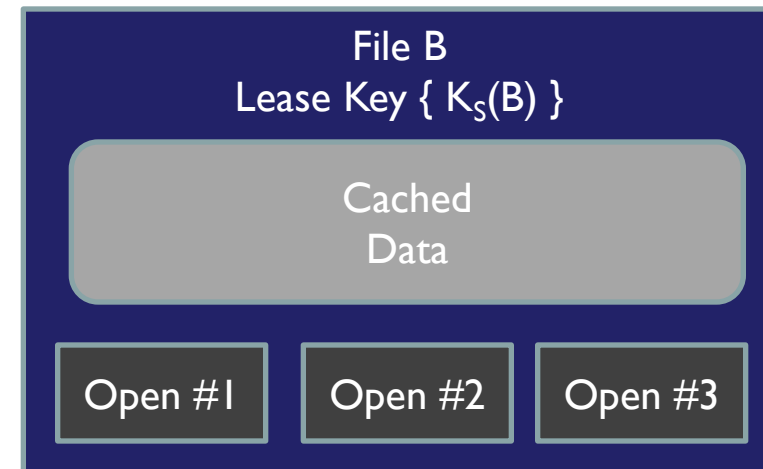 File B
Lease Key { K_S(B) }
Cached
Data
Open #1 Open #2 Open #3